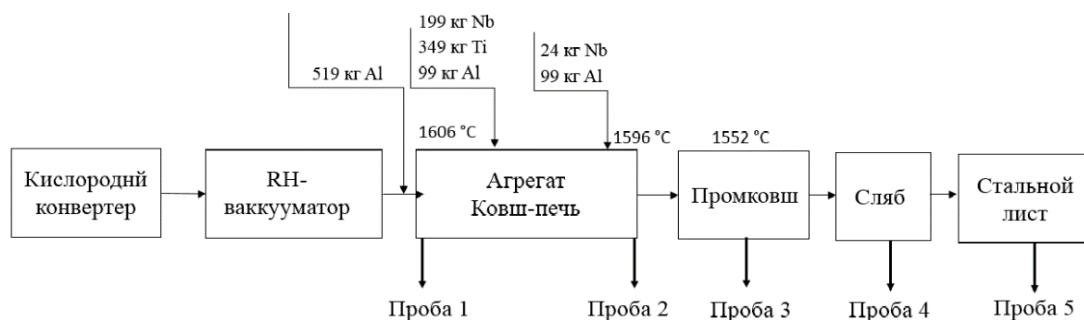 199 кг Nb
349 кг Ti
99 кг Al
24 кг Nb
99 кг Al
519 кг Al
1606 °C
1596 °C
1552 °C
Кислороднй
конвертер
RH-
ваккууматор
Агрегат
Ковш-печь
Промковш
Сляб
Стальной
лист
Проба 1
Проба 2
Проба 3
Проба 4
Проба 5